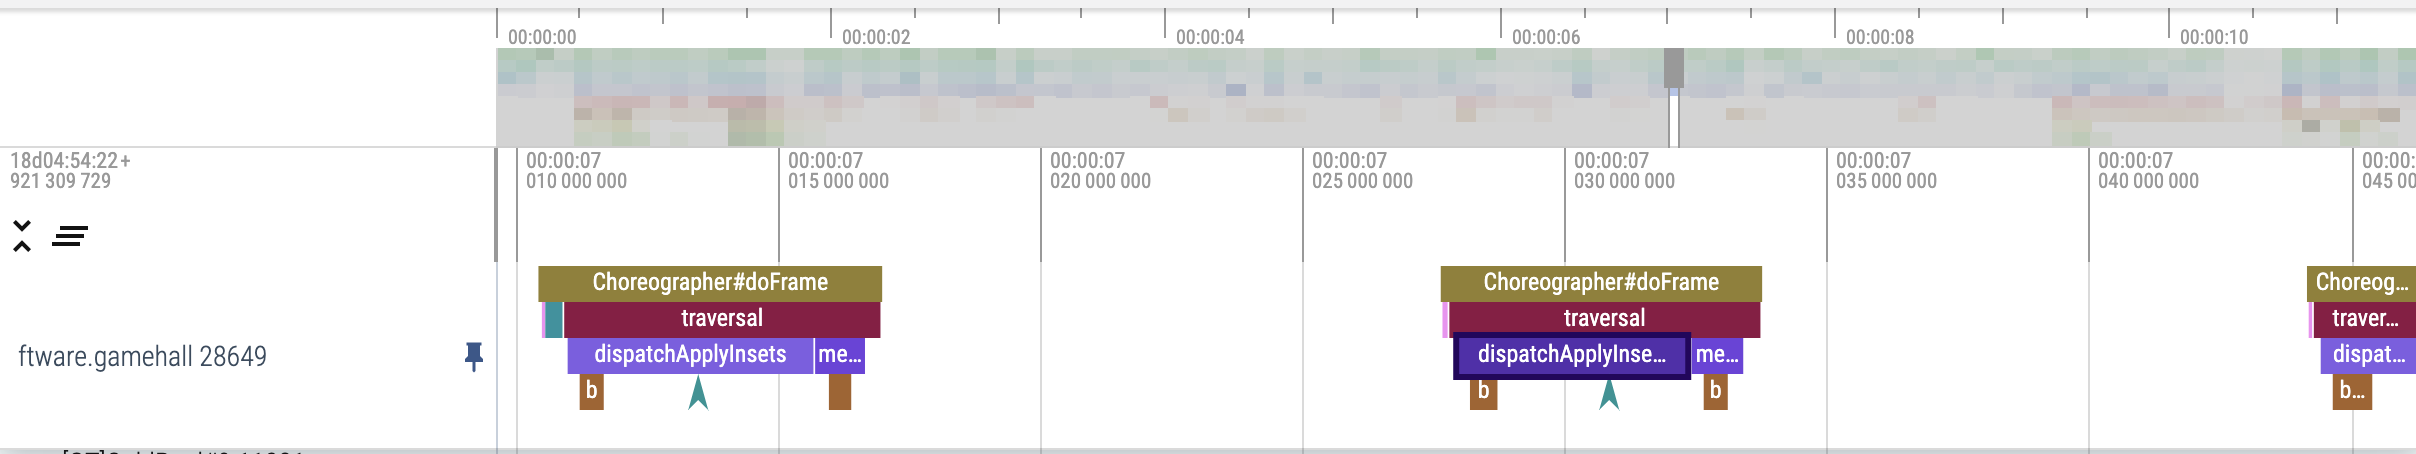 00:00:00 00:00:02 00:00:04 00:00:06 00:00:08 00:00:10
18d04:54:22+ 00:00:07 00:00:07 00:00:07 00:00:07 00:00:07 00:00:07 00:00:07 00:00:
921 309 729 010 000 000 015 000 000 020 000 000 025 000 000 030 000 000 035 000 000 040 000 000 045 00
Choreographer#doFrame Choreographer#doFrame Choreog...
traversal traversal traver...
ftware.gamehall 28649 dispatchApplyInsets me... dispatchApplyInse... me... dispat...
b b b b...